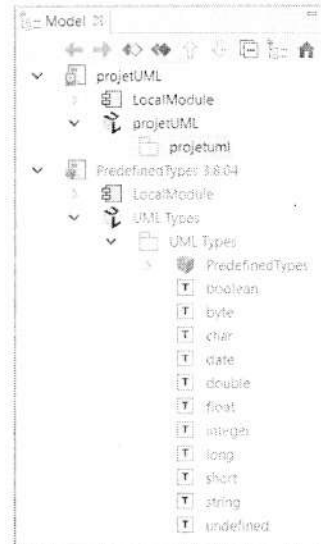 Model
projetUML
LocalModule
projetUML
projetuml
PredefinedTypes 3.8.04
LocalModule
UML Types
UML Types
PredefinedTypes
T boolean
T byte
T char
T date
T double
T float
T integer
T long
T short
T string
T undefined